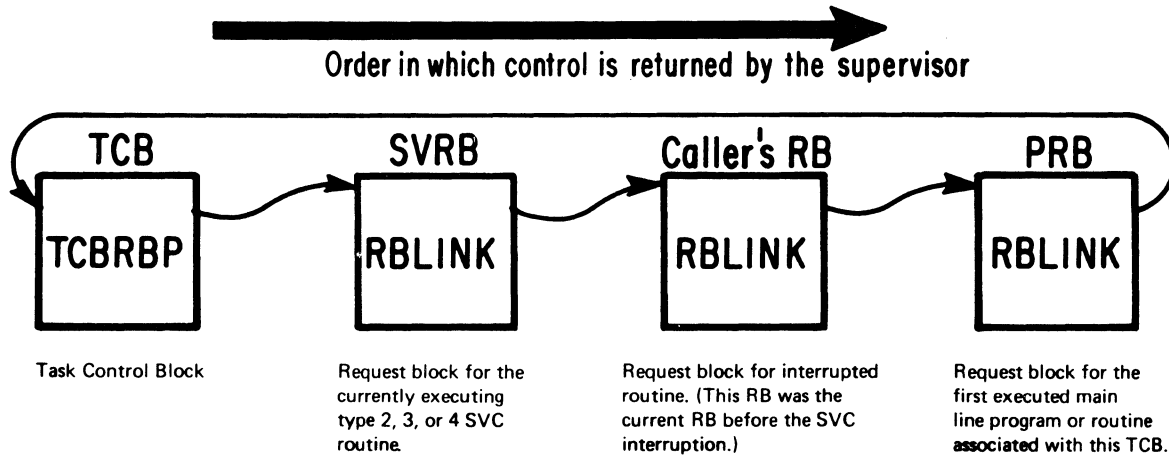 Order in which control is returned by the supervisor
TCB
SVRB
Caller's RB
PRB
TCBRBP
RBLINK
RBLINK
RBLINK
Task Control Block
Request block for the
currently executing
type 2, 3, or 4 SVC
routine.
Request block for interrupted
routine. (This RB was the
current RB before the SVC
interruption.)
Request block for the
first executed main
line program or routine
associated with this TCB.